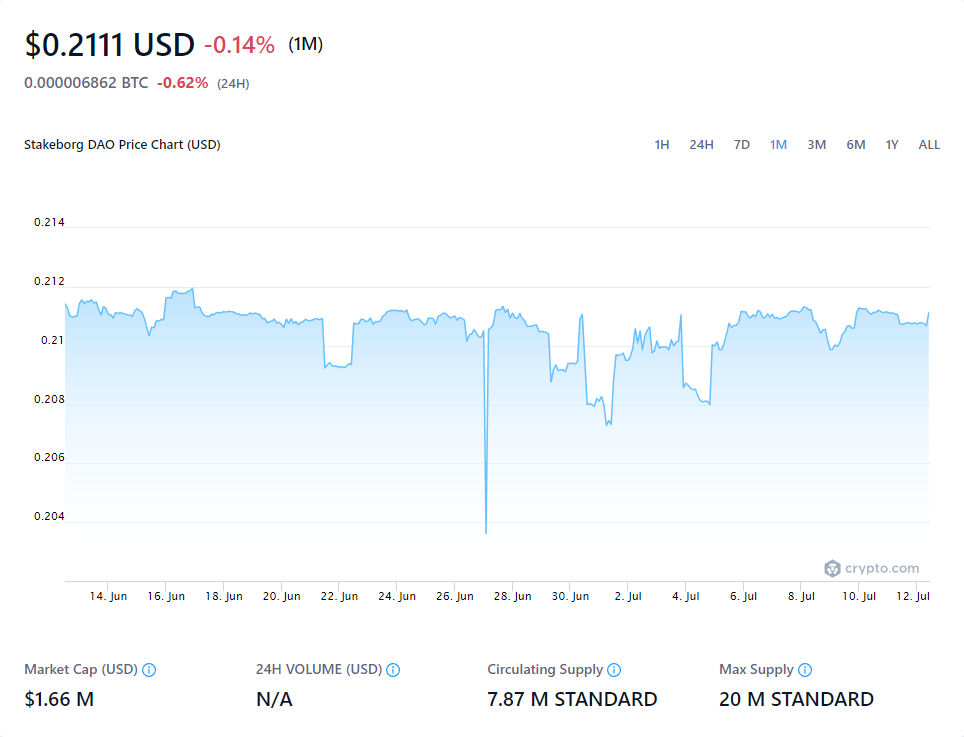 $0.2111 USD -0.14% (1M)
0.000006862 BTC -0.62% (24H)
Stakeborg DAO Price Chart (USD) 1H 24H 7D 1M 3M 6M 1Y ALL
0.214
0.212
0.21
0.208
0.206
0.204
crypto.com
14. Jun 16. Jun 18. Jun 20. Jun 22. Jun 24. Jun 26. Jun 28. Jun 30. Jun 2. Jul 4. Jul 6. Jul 8. Jul 10. Jul 12. Jul
Market Cap (USD) 24H VOLUME (USD) Circulating Supply Max Supply
$1.66 M N/A 7.87 M STANDARD 20 M STANDARD